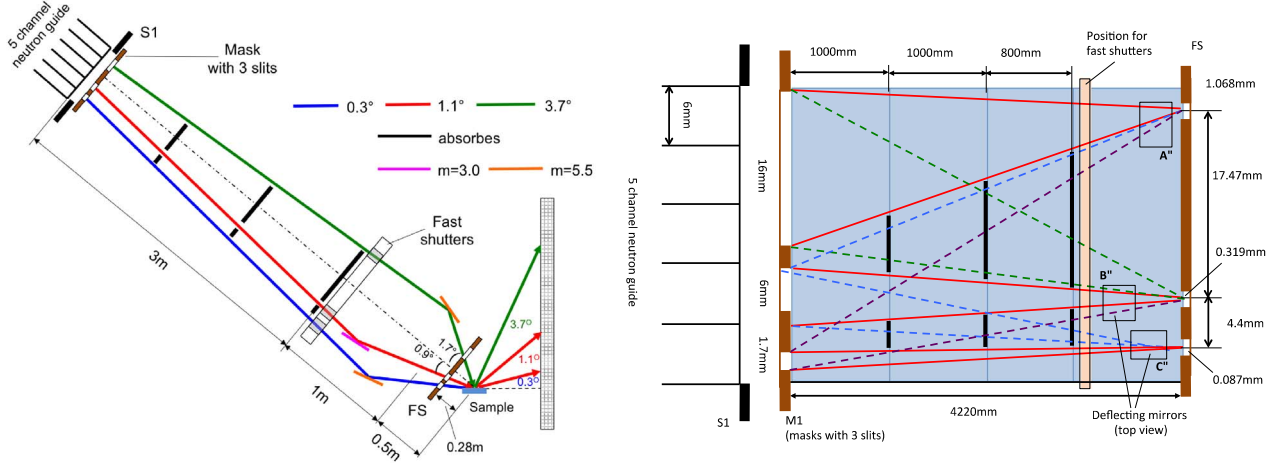 5 channel
neutron guide
S1
Mask
with 3 slits
0.3°
1.1°
3.7°
absorbes
m=3.0
m=5.5
Fast
shutters
3m
1m
0.5m
0.28m
0.9°
1.7°
3.7°
1.1°
0.3°
FS
Sample
5 channel neutron guide
6mm
S1
1000mm
1000mm
800mm
Position for
fast shutters
FS
1.068mm
16mm
A"
17.47mm
0.319mm
6mm
B"
4.4mm
1.7mm
C"
0.087mm
4220mm
M1
(masks with 3 slits)
Deflecting mirrors
(top view)